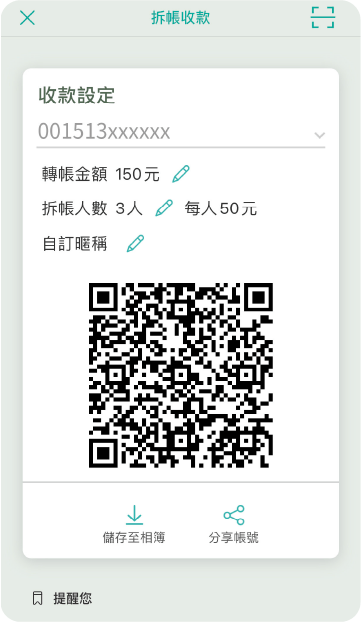 拆帳收款
收款設定
001513xxxxxx
轉帳金額 150元
拆帳人數 3人 每人50元
自訂暱稱
儲存至相簿 分享帳號
提醒您